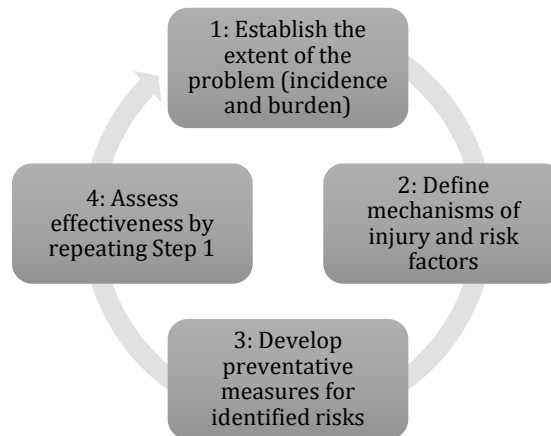 1: Establish the
extent of the
problem (incidence
and burden)
2: Define
mechanisms of
injury and risk
factors
3: Develop
preventative
measures for
identified risks
4: Assess
effectiveness by
repeating Step 1